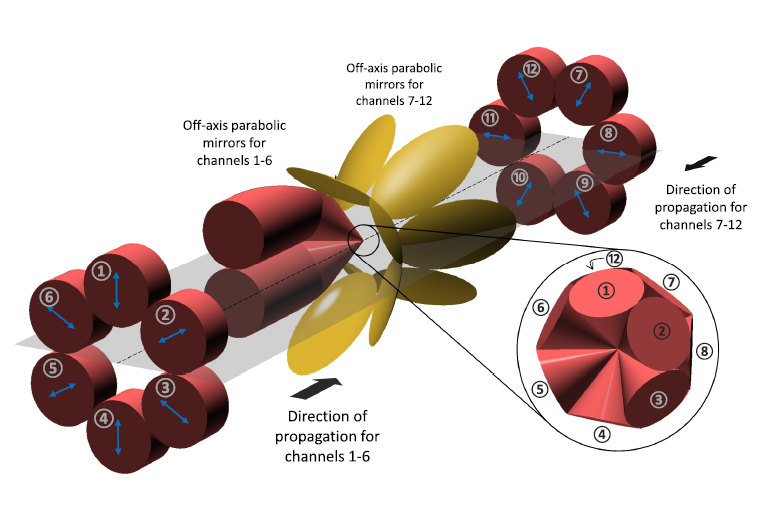 Off-axis parabolic
mirrors for
channels 7-12
Off-axis parabolic
mirrors for
channels 1-6
⑫
⑦
⑪
⑧
⑩
⑨
Direction of
propagation for
channels 7-12
①
⑥
②
⑤
③
④
Direction of
propagation for
channels 1-6
⑫
①
⑦
⑥
②
⑧
⑤
③
④